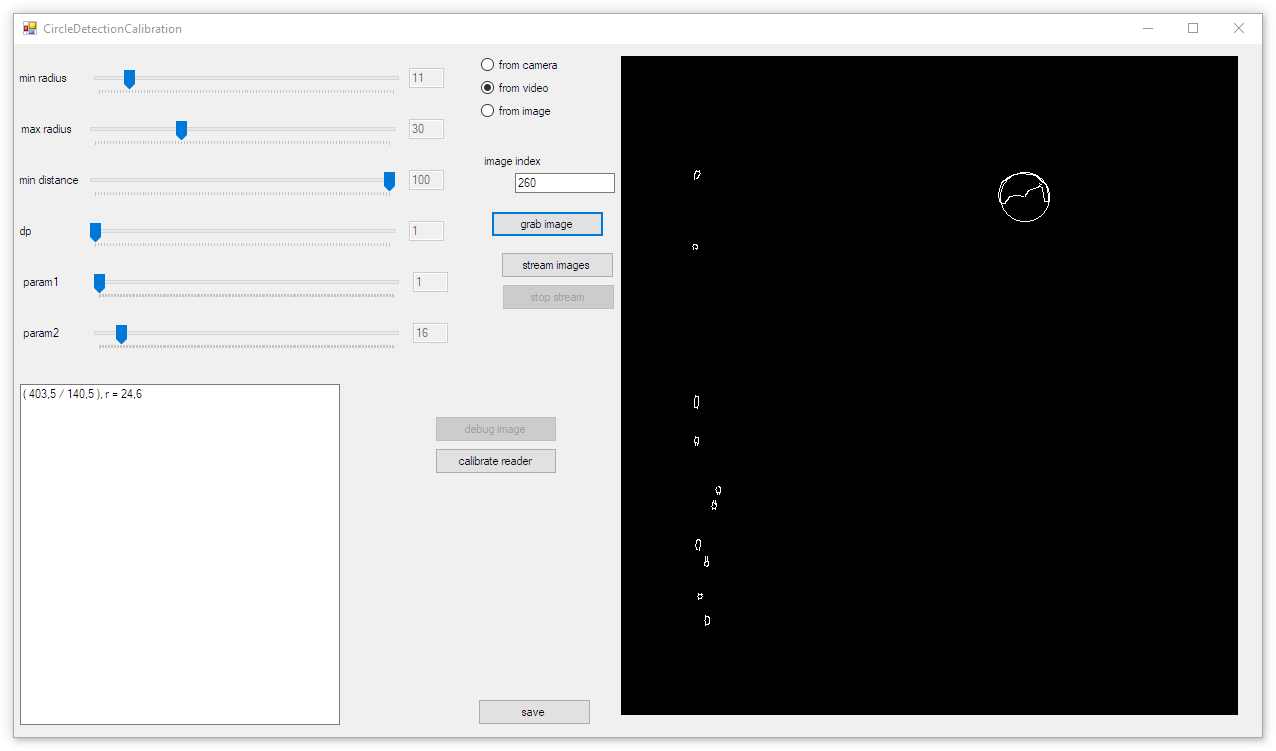 CircleDetectionCalibration
min radius 11
max radius 30
min distance 100
dp 1
param1 1
param2 16
from camera
from video
from image
image index
260
grab image
stream images
stop stream
( 403,5 / 140,5 ), r = 24,6
debug image
calibrate reader
save